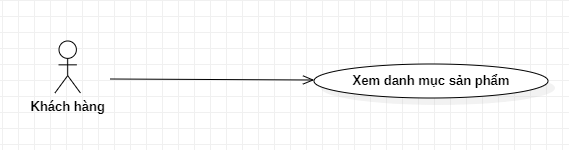 Xem danh mục sản phẩm
Khách hàng